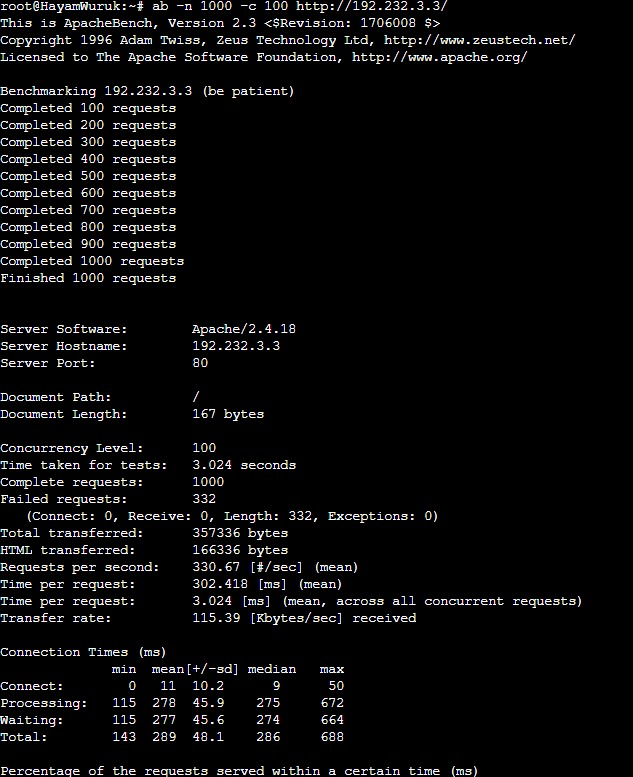 root@HayamWuruk:~# ab -n 1000 -c 100 http://192.232.3.3/
This is ApacheBench, Version 2.3 <$Revision: 1706008 $>
Copyright 1996 Adam Twiss, Zeus Technology Ltd, http://www.zeustech.net/
Licensed to The Apache Software Foundation, http://www.apache.org/

Benchmarking 192.232.3.3 (be patient)
Completed 100 requests
Completed 200 requests
Completed 300 requests
Completed 400 requests
Completed 500 requests
Completed 600 requests
Completed 700 requests
Completed 800 requests
Completed 900 requests
Completed 1000 requests
Finished 1000 requests


Server Software:        Apache/2.4.18
Server Hostname:        192.232.3.3
Server Port:            80

Document Path:          /
Document Length:        167 bytes

Concurrency Level:      100
Time taken for tests:   3.024 seconds
Complete requests:      1000
Failed requests:        332
   (Connect: 0, Receive: 0, Length: 332, Exceptions: 0)
Total transferred:      357336 bytes
HTML transferred:       166336 bytes
Requests per second:    330.67 [#/sec] (mean)
Time per request:       302.418 [ms] (mean)
Time per request:       3.024 [ms] (mean, across all concurrent requests)
Transfer rate:          115.39 [Kbytes/sec] received

Connection Times (ms)
              min  mean[+/-sd] median   max
Connect:        0   11  10.2      9      50
Processing:   115  278  45.9    275     672
Waiting:      115  277  45.6    274     664
Total:        143  289  48.1    286     688

Percentage of the requests served within a certain time (ms)